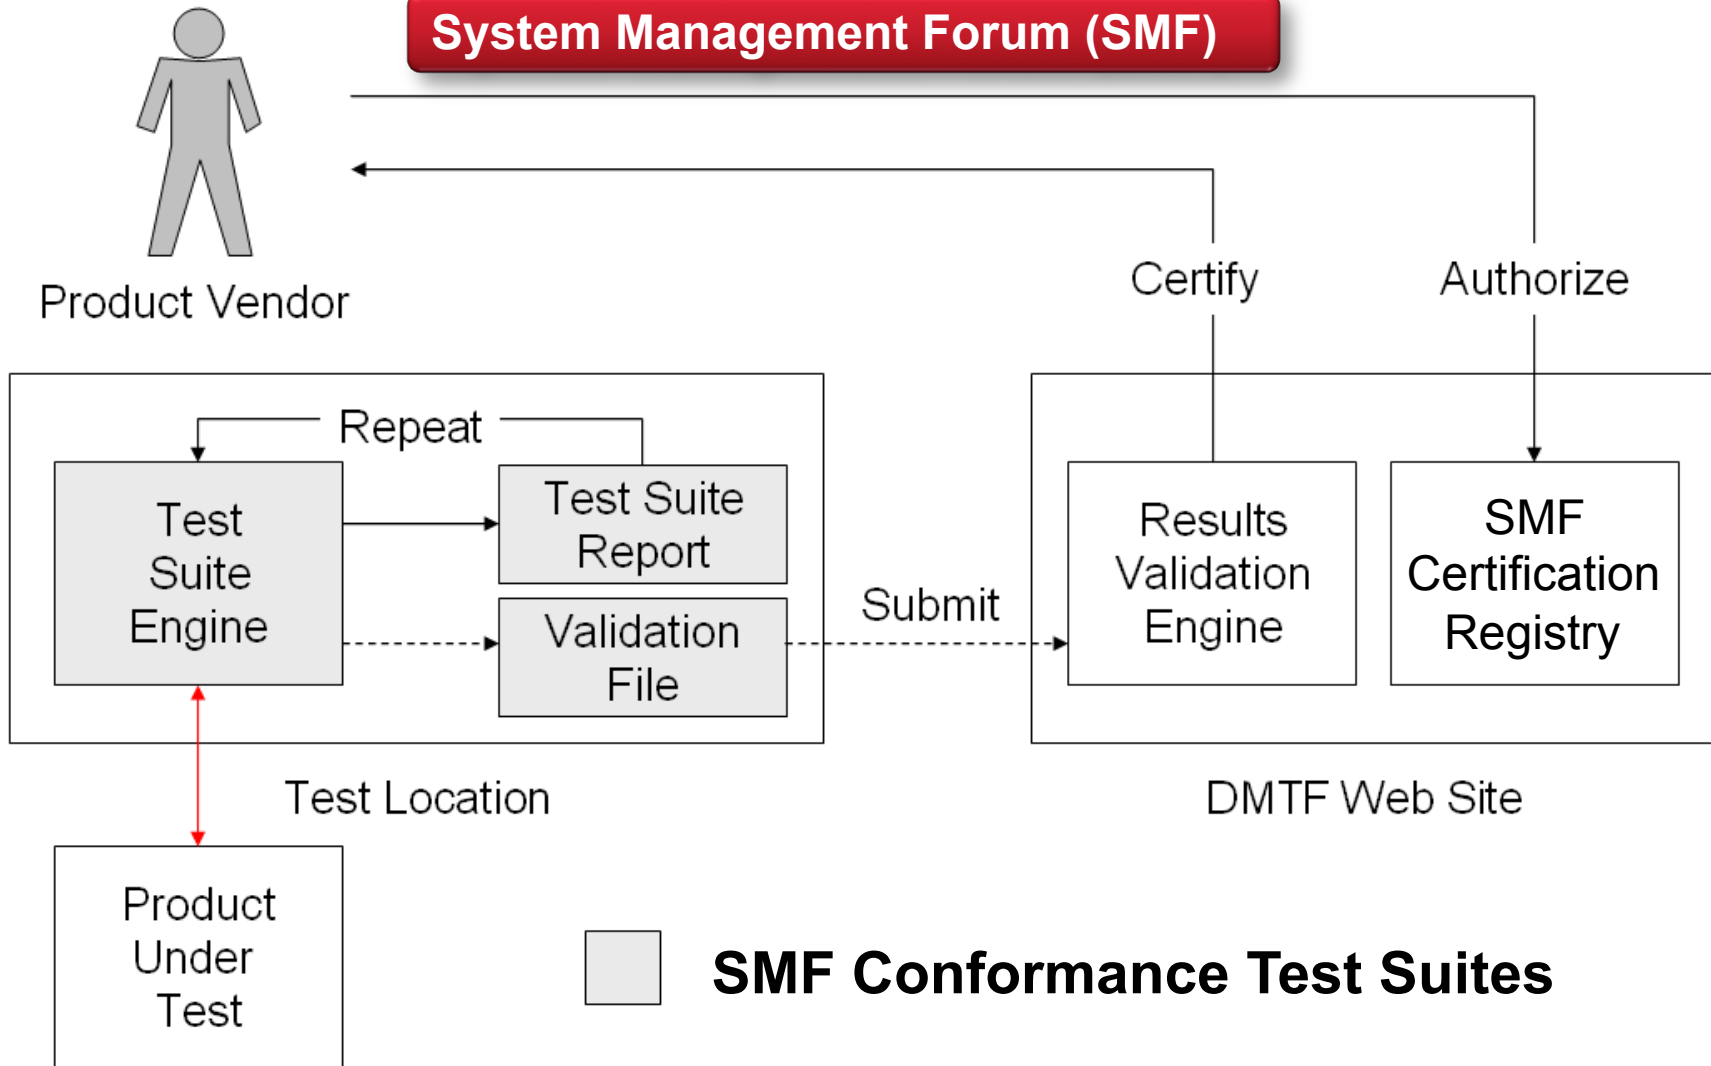 System Management Forum (SMF)
Product Vendor
Certify
Authorize
Repeat
Test
Suite
Engine
Test Suite
Report
Validation
File
Submit
Results
Validation
Engine
SMF
Certification
Registry
Test Location
DMTF Web Site
Product
Under
Test
SMF Conformance Test Suites